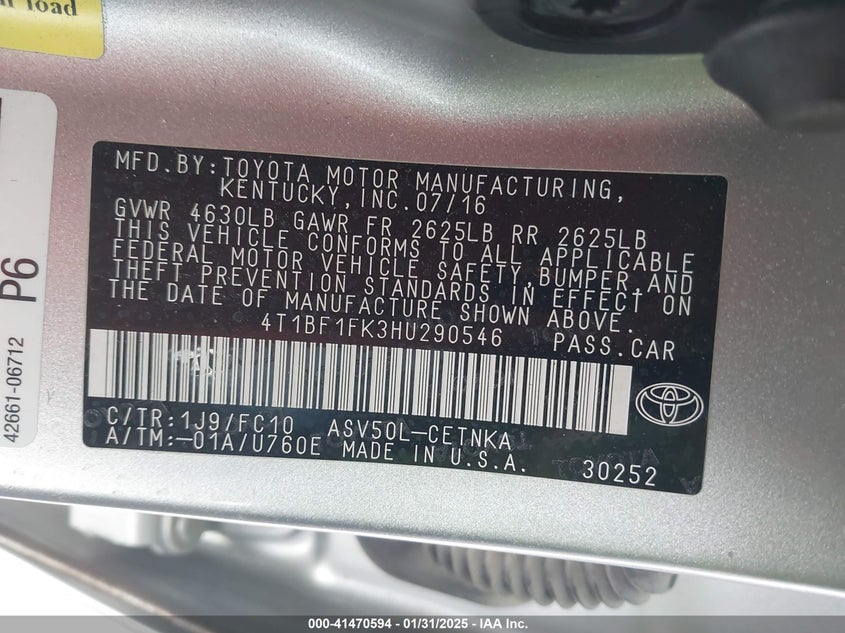 load
P6
42661-06712
MFD.BY:TOYOTA MOTOR MANUFACTURING,
KENTUCKY, INC. 07/16
GVWR 4630LB GAWR FR 2625LB RR 2625LB
THIS VEHICLE CONFORMS TO ALL APPLICABLE
FEDERAL MOTOR VEHICLE SAFETY,BUMPER,AND
THEFT PREVENTION STANDARDS IN EFFECT ON
THE DATE OF MANUFACTURE SHOWN ABOVE.
4T1BF1FK3HU290546 PASS.CAR
C/TR:1J9/FC10 ASV50L-CETNKA
A/TM:-01A/U760E MADE IN U.S.A. 30252
000-41470594 - 01/31/2025 - IAA Inc.